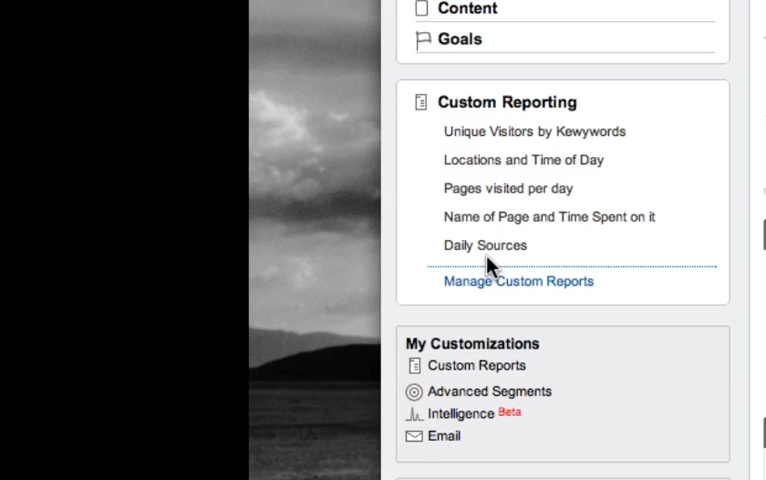 Content
Goals
Custom Reporting
Unique Visitors by Kewywords
Locations and Time of Day
Pages visited per day
Name of Page and Time Spent on it
Daily Sources
Manage Custom Reports
My Customizations
Custom Reports
Advanced Segments
Intelligence Beta
Email